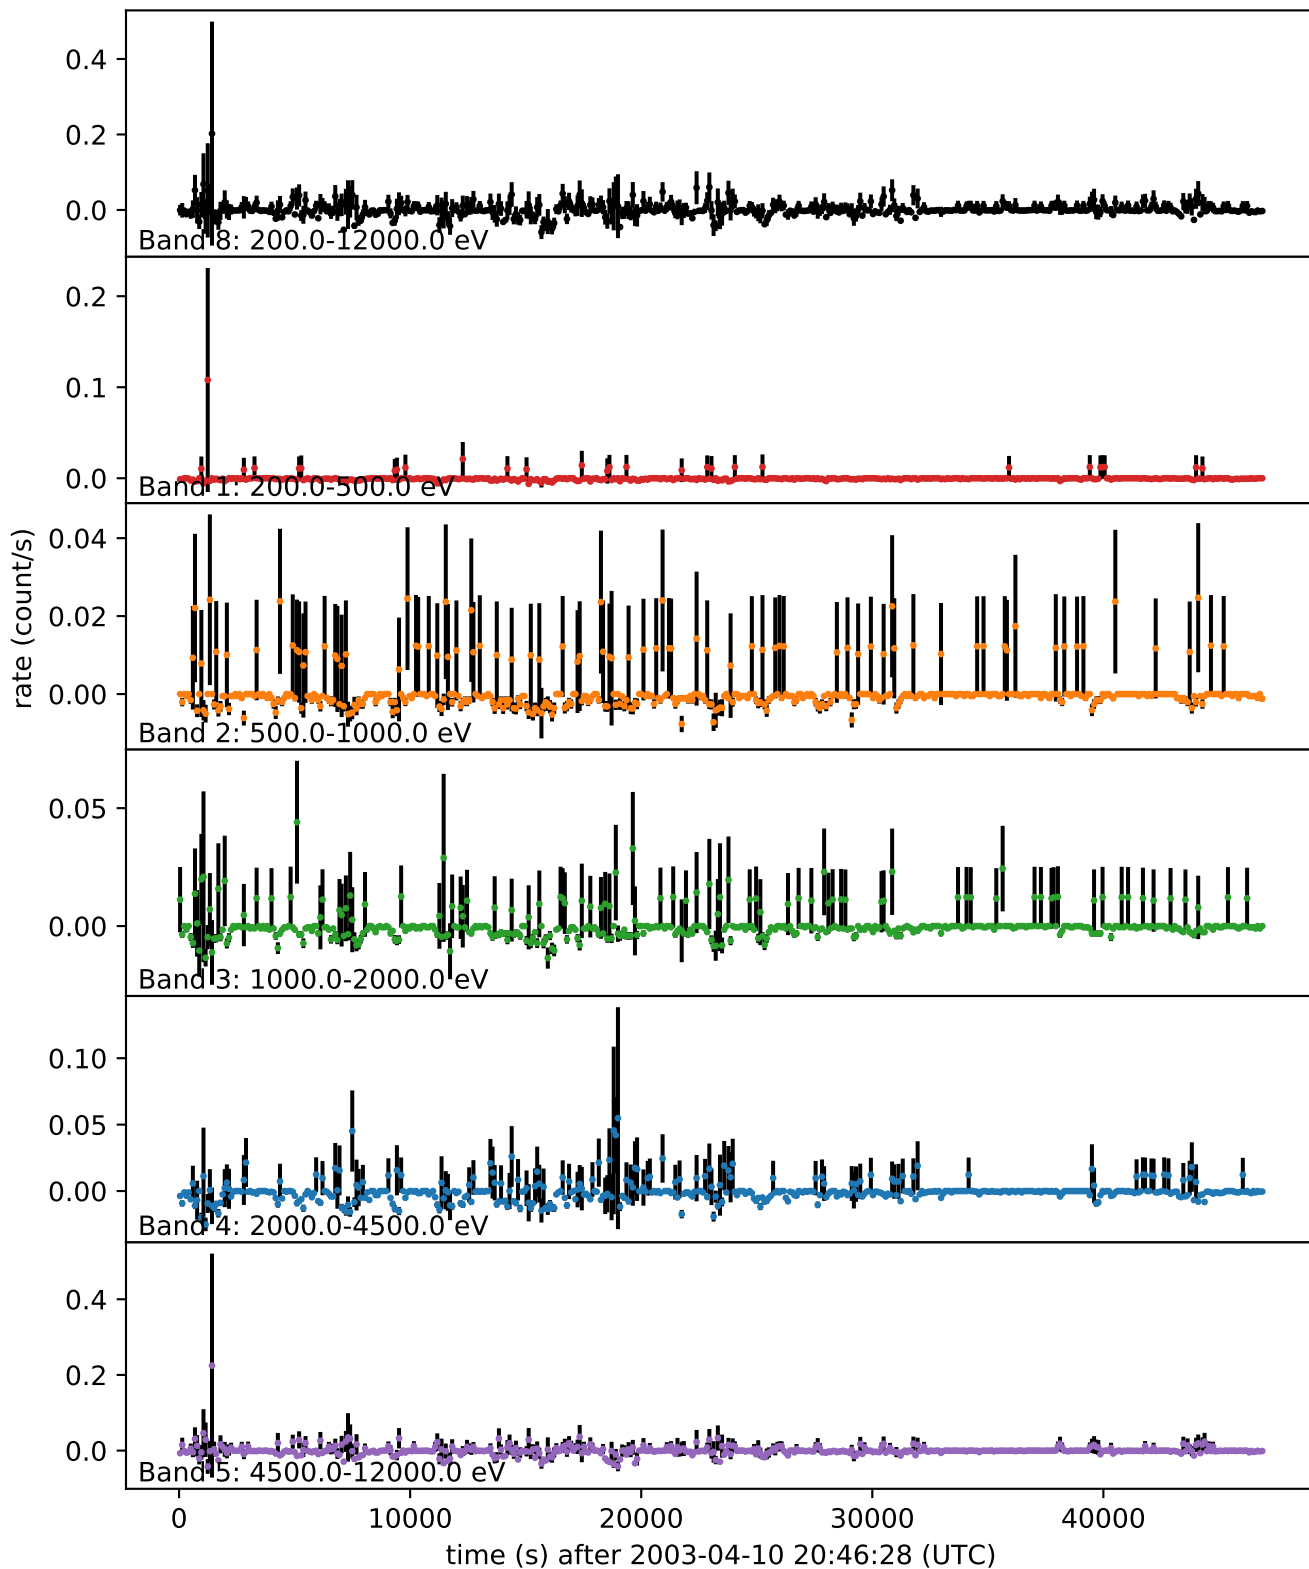 0.4
0.2
0.0
Band 8: 200.0-12000.0 eV
0.2
0.1
0.0
Band 1: 200.0-500.0 eV
rate (count/s)
0.04
0.02
0.00
Band 2: 500.0-1000.0 eV
0.05
0.00
Band 3: 1000.0-2000.0 eV
0.10
0.05
0.00
Band 4: 2000.0-4500.0 eV
0.4
0.2
0.0
Band 5: 4500.0-12000.0 eV
0 10000 20000 30000 40000
time (s) after 2003-04-10 20:46:28 (UTC)